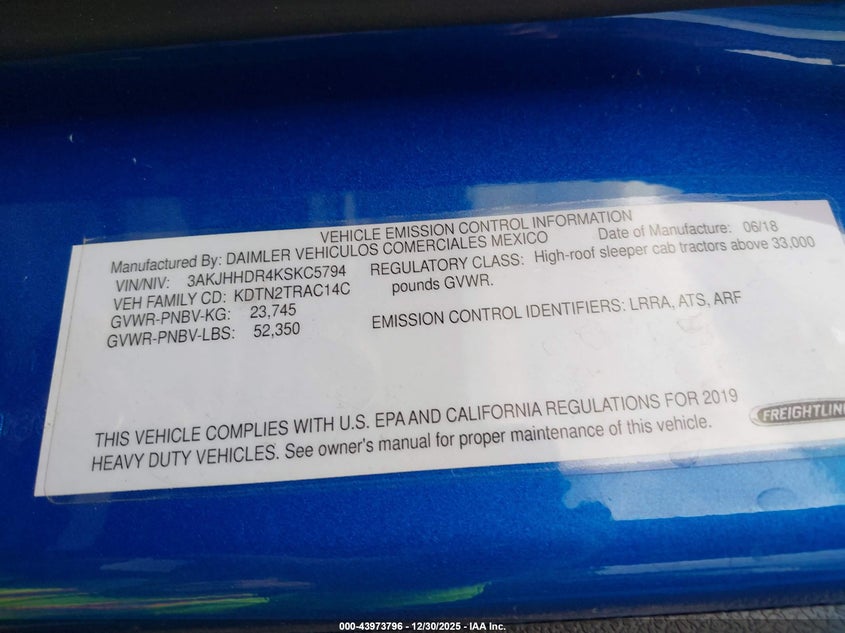 VEHICLE EMISSION CONTROL INFORMATION
Manufactured By: DAIMLER VEHICULOS COMERCIALES MEXICO Date of Manufacture: 06/18
VIN/NIV: 3AKJHHDR4KSKC5794 REGULATORY CLASS: High-roof sleeper cab tractors above 33,000
VEH FAMILY CD: KDTN2TRAC14C pounds GVWR.
GVWR-PNBV-KG: 23,745
GVWR-PNBV-LBS: 52,350 EMISSION CONTROL IDENTIFIERS: LRRA, ATS, ARF
THIS VEHICLE COMPLIES WITH U.S. EPA AND CALIFORNIA REGULATIONS FOR 2019
HEAVY DUTY VEHICLES. See owner's manual for proper maintenance of this vehicle.
FREIGHTLIN
000-43973796 - 12/30/2025 - IAA Inc.